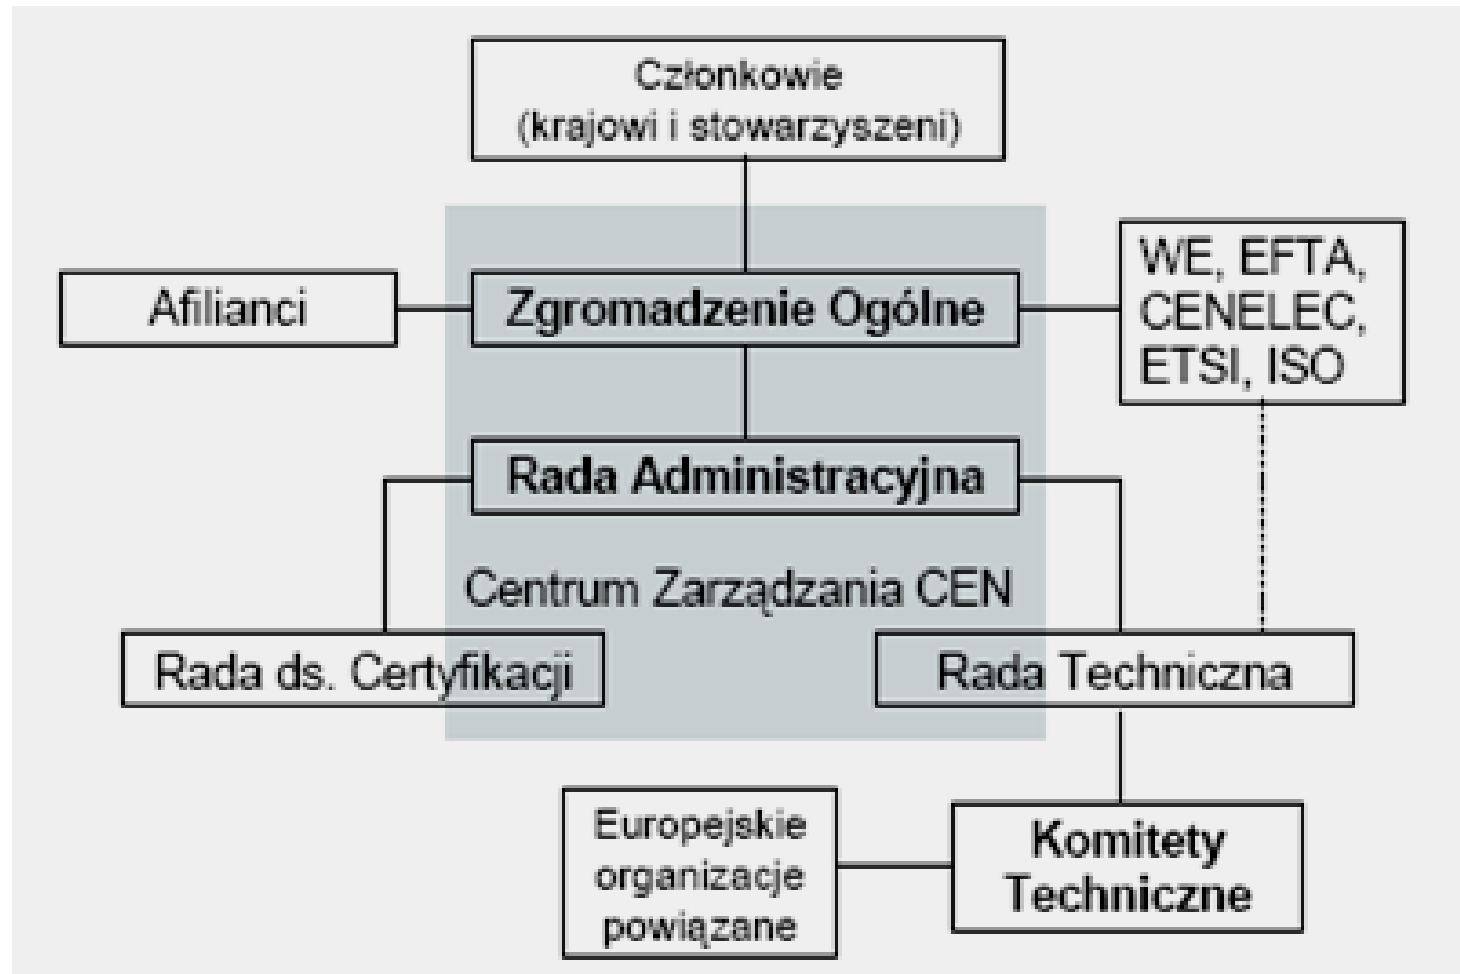 Członkowie
(krajowi i stowarzyszeni)
Afilianci
Zgromadzenie Ogólne
WE, EFTA,
CENELEC,
ETSI, ISO
Rada Administracyjna
Centrum Zarządzania CEN
Rada ds. Certyfikacji
Rada Techniczna
Europejskie
organizacje
powiązane
Komitety
Techniczne